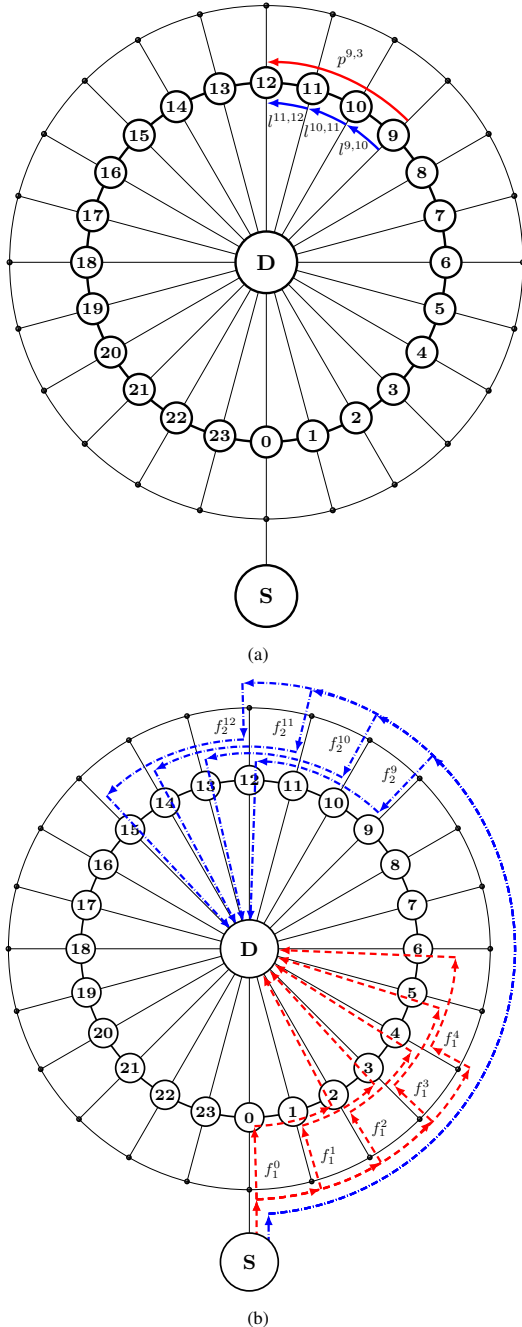 p^{9,3}
12
13 11
14 10
l^{11,12}
l^{10,11}
15 9
l^{9,10}
16 8
17 7
18 D 6
19 5
20 4
21 3
22 2
23 1
0
S
(a)
f_2^{12} f_2^{11}
f_2^{10}
f_2^9
12
13 11
14 10
15 9
16 8
17 7
18 D 6
19 5
20 4
f_1^4
21 3
f_1^3
22 2
23 1
0
f_1^2
f_1^1
f_1^0
S
(b)